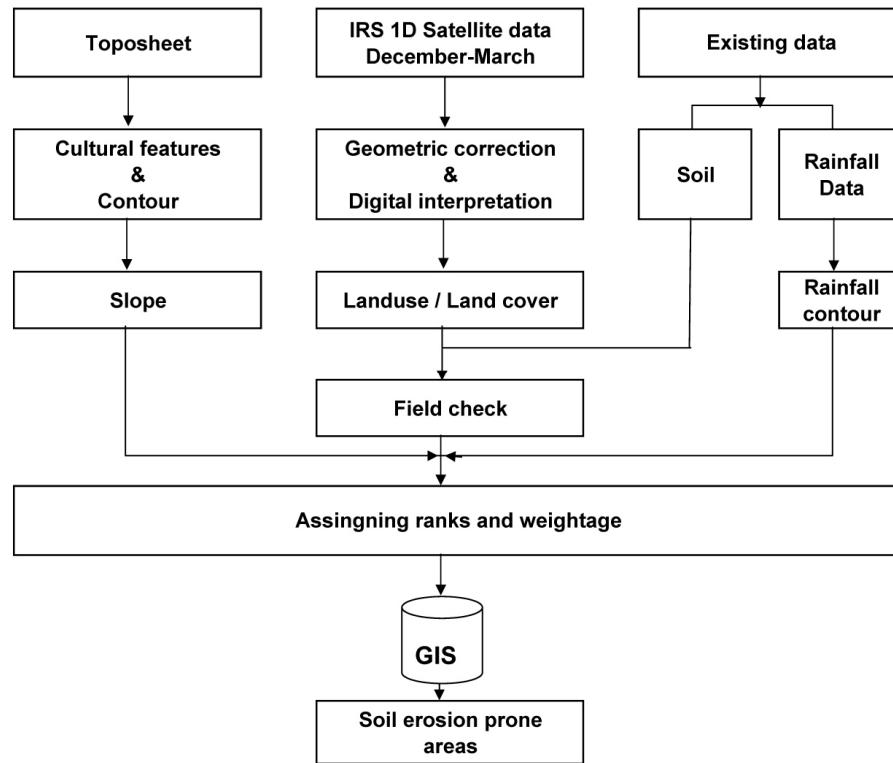 Toposheet
IRS 1D Satellite data
December-March
Existing data
Cultural features
&
Contour
Geometric correction
&
Digital interpretation
Soil
Rainfall
Data
Slope
Landuse / Land cover
Rainfall
contour
Field check
Assingning ranks and weightage
GIS
Soil erosion prone
areas